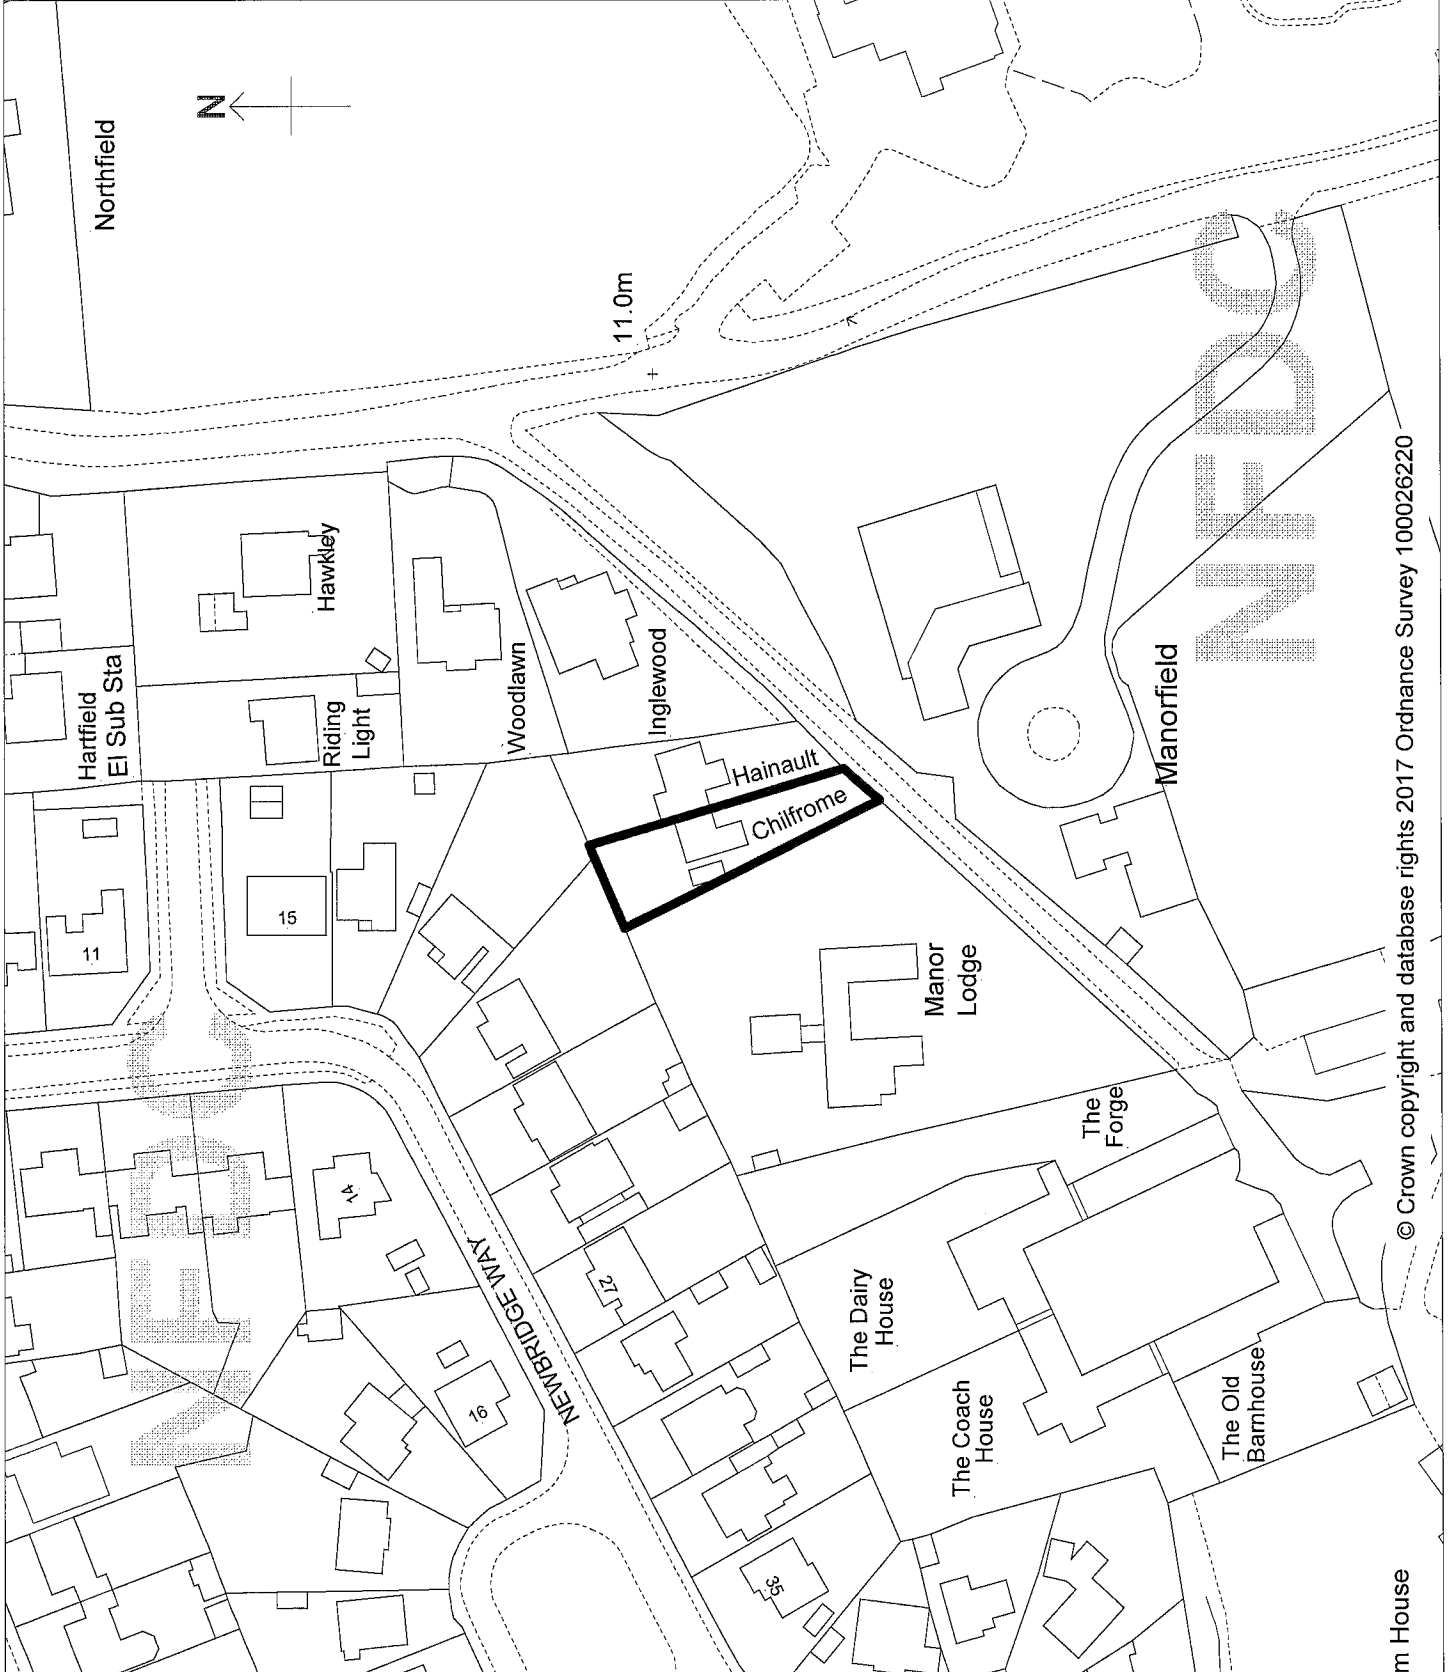 Northfield
N
11.0m
Hartfield
El Sub Sta
Hawkley
Riding
Light
Woodlawn
Inglewood
Hainault
Chilfrome
Manorfield
NFDC
11
15
Manor
Lodge
The
Forge
NFDC
14
NEWBRIDGE WAY
16
27
The Dairy
House
The Coach
House
The Old
Barnhouse
35
m House
© Crown copyright and database rights 2017 Ordnance Survey 100026220